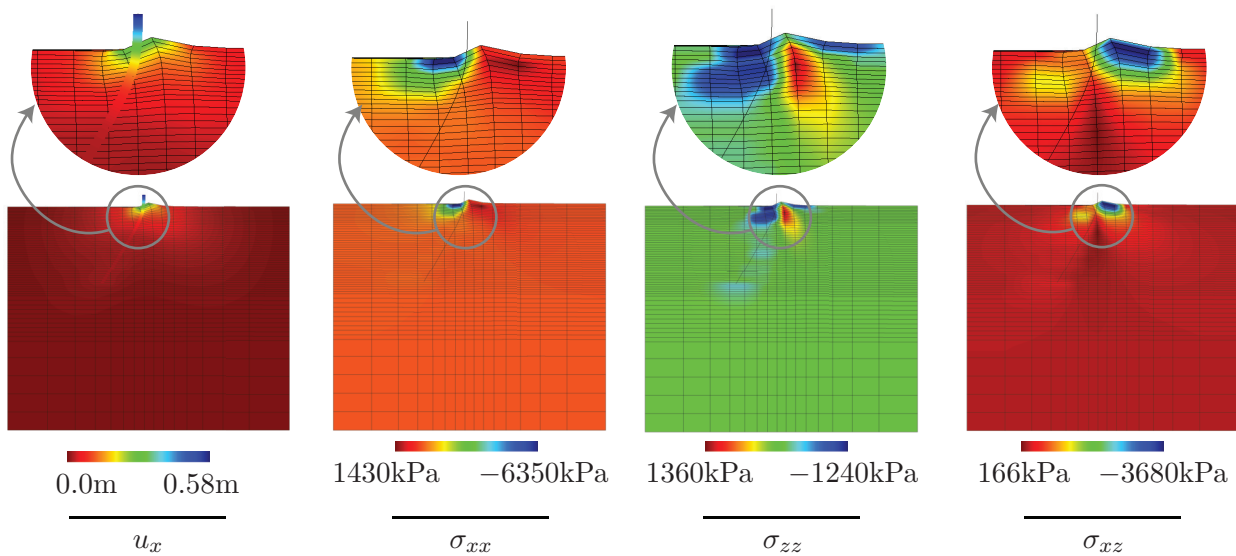 0.0m 0.58m
1430kPa −6350kPa
1360kPa −1240kPa
166kPa −3680kPa
u_x
σ_xx
σ_zz
σ_xz